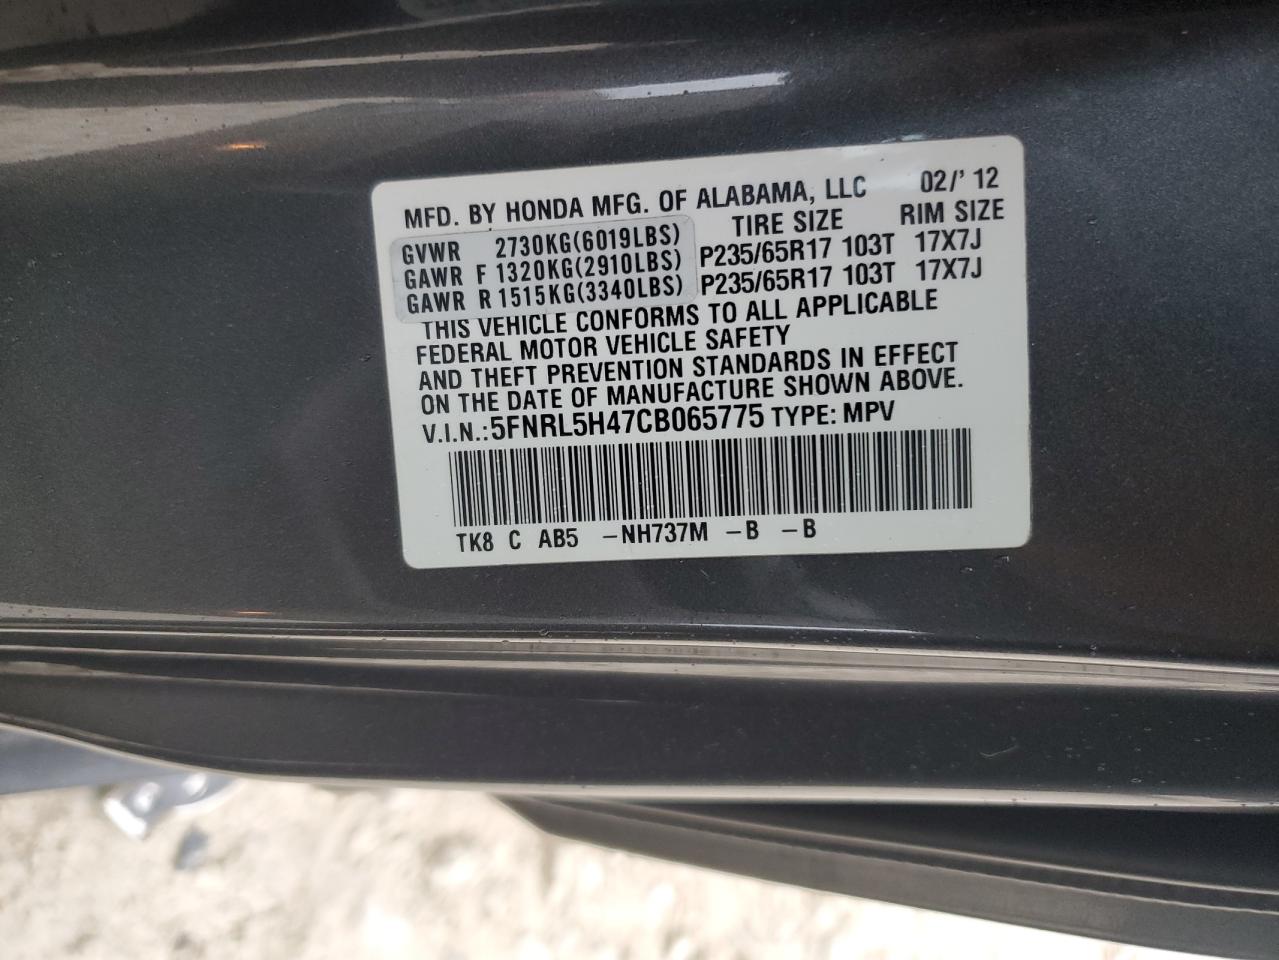 MFD. BY HONDA MFG. OF ALABAMA, LLC 02/' 12
TIRE SIZE RIM SIZE
GVWR 2730KG(6019LBS)
GAWR F 1320KG(2910LBS) P235/65R17 103T 17X7J
GAWR R 1515KG(3340LBS) P235/65R17 103T 17X7J
THIS VEHICLE CONFORMS TO ALL APPLICABLE
FEDERAL MOTOR VEHICLE SAFETY
AND THEFT PREVENTION STANDARDS IN EFFECT
ON THE DATE OF MANUFACTURE SHOWN ABOVE.
V.I.N.:5FNRL5H47CB065775 TYPE: MPV
TK8 C AB5 -NH737M -B -B